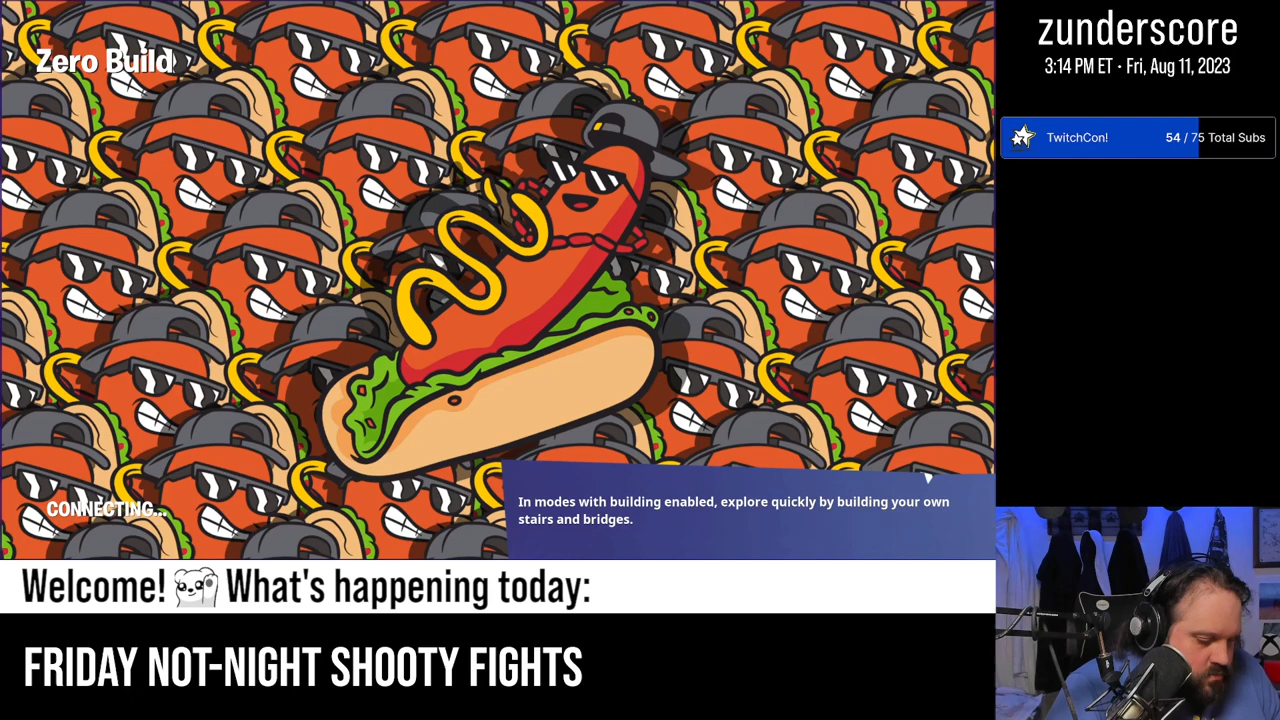 Zero Build
CONNECTING...
In modes with building enabled, explore quickly by building your own
stairs and bridges.
Welcome! What's happening today:
FRIDAY NOT-NIGHT SHOOTY FIGHTS
zunderscore
3:14 PM ET · Fri, Aug 11, 2023
TwitchCon! 54 / 75 Total Subs